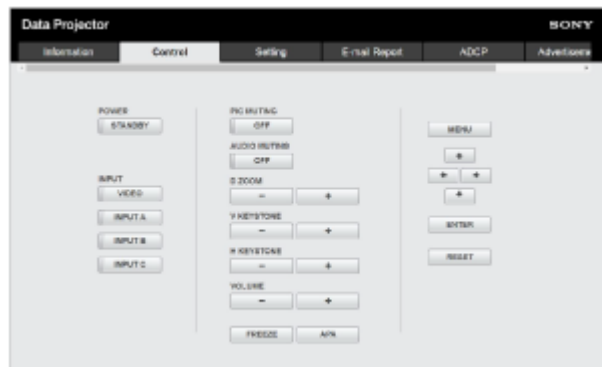 Data Projector
SONY
Information
Control
Setting
E-mail Report
ADCP
Advertiseme
POWER
STANDBY
INPUT
VIDEO
INPUT A
INPUT B
INPUT C
PIC MUTING
OFF
AUDIO MUTING
OFF
D ZOOM
- +
V KEYSTONE
- +
H KEYSTONE
- +
VOLUME
- +
FREEZE
APA
MENU
ENTER
RESET